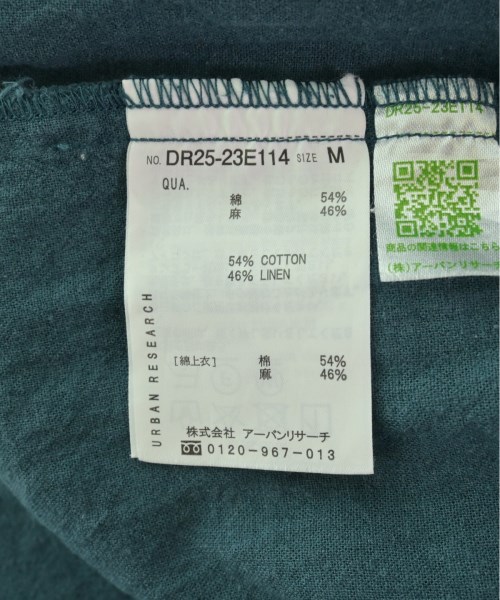 NO. DR25-23E114 SIZE M
QUA.
綿 54%
麻 46%
54% COTTON
46% LINEN
URBAN RESEARCH
[綿上衣] 棉 54%
麻 46%
株式会社 アーバンリサーチ
0120-967-013
DR25-23E114
商品の関連情報はこちら
(株)アーバンリサーチ